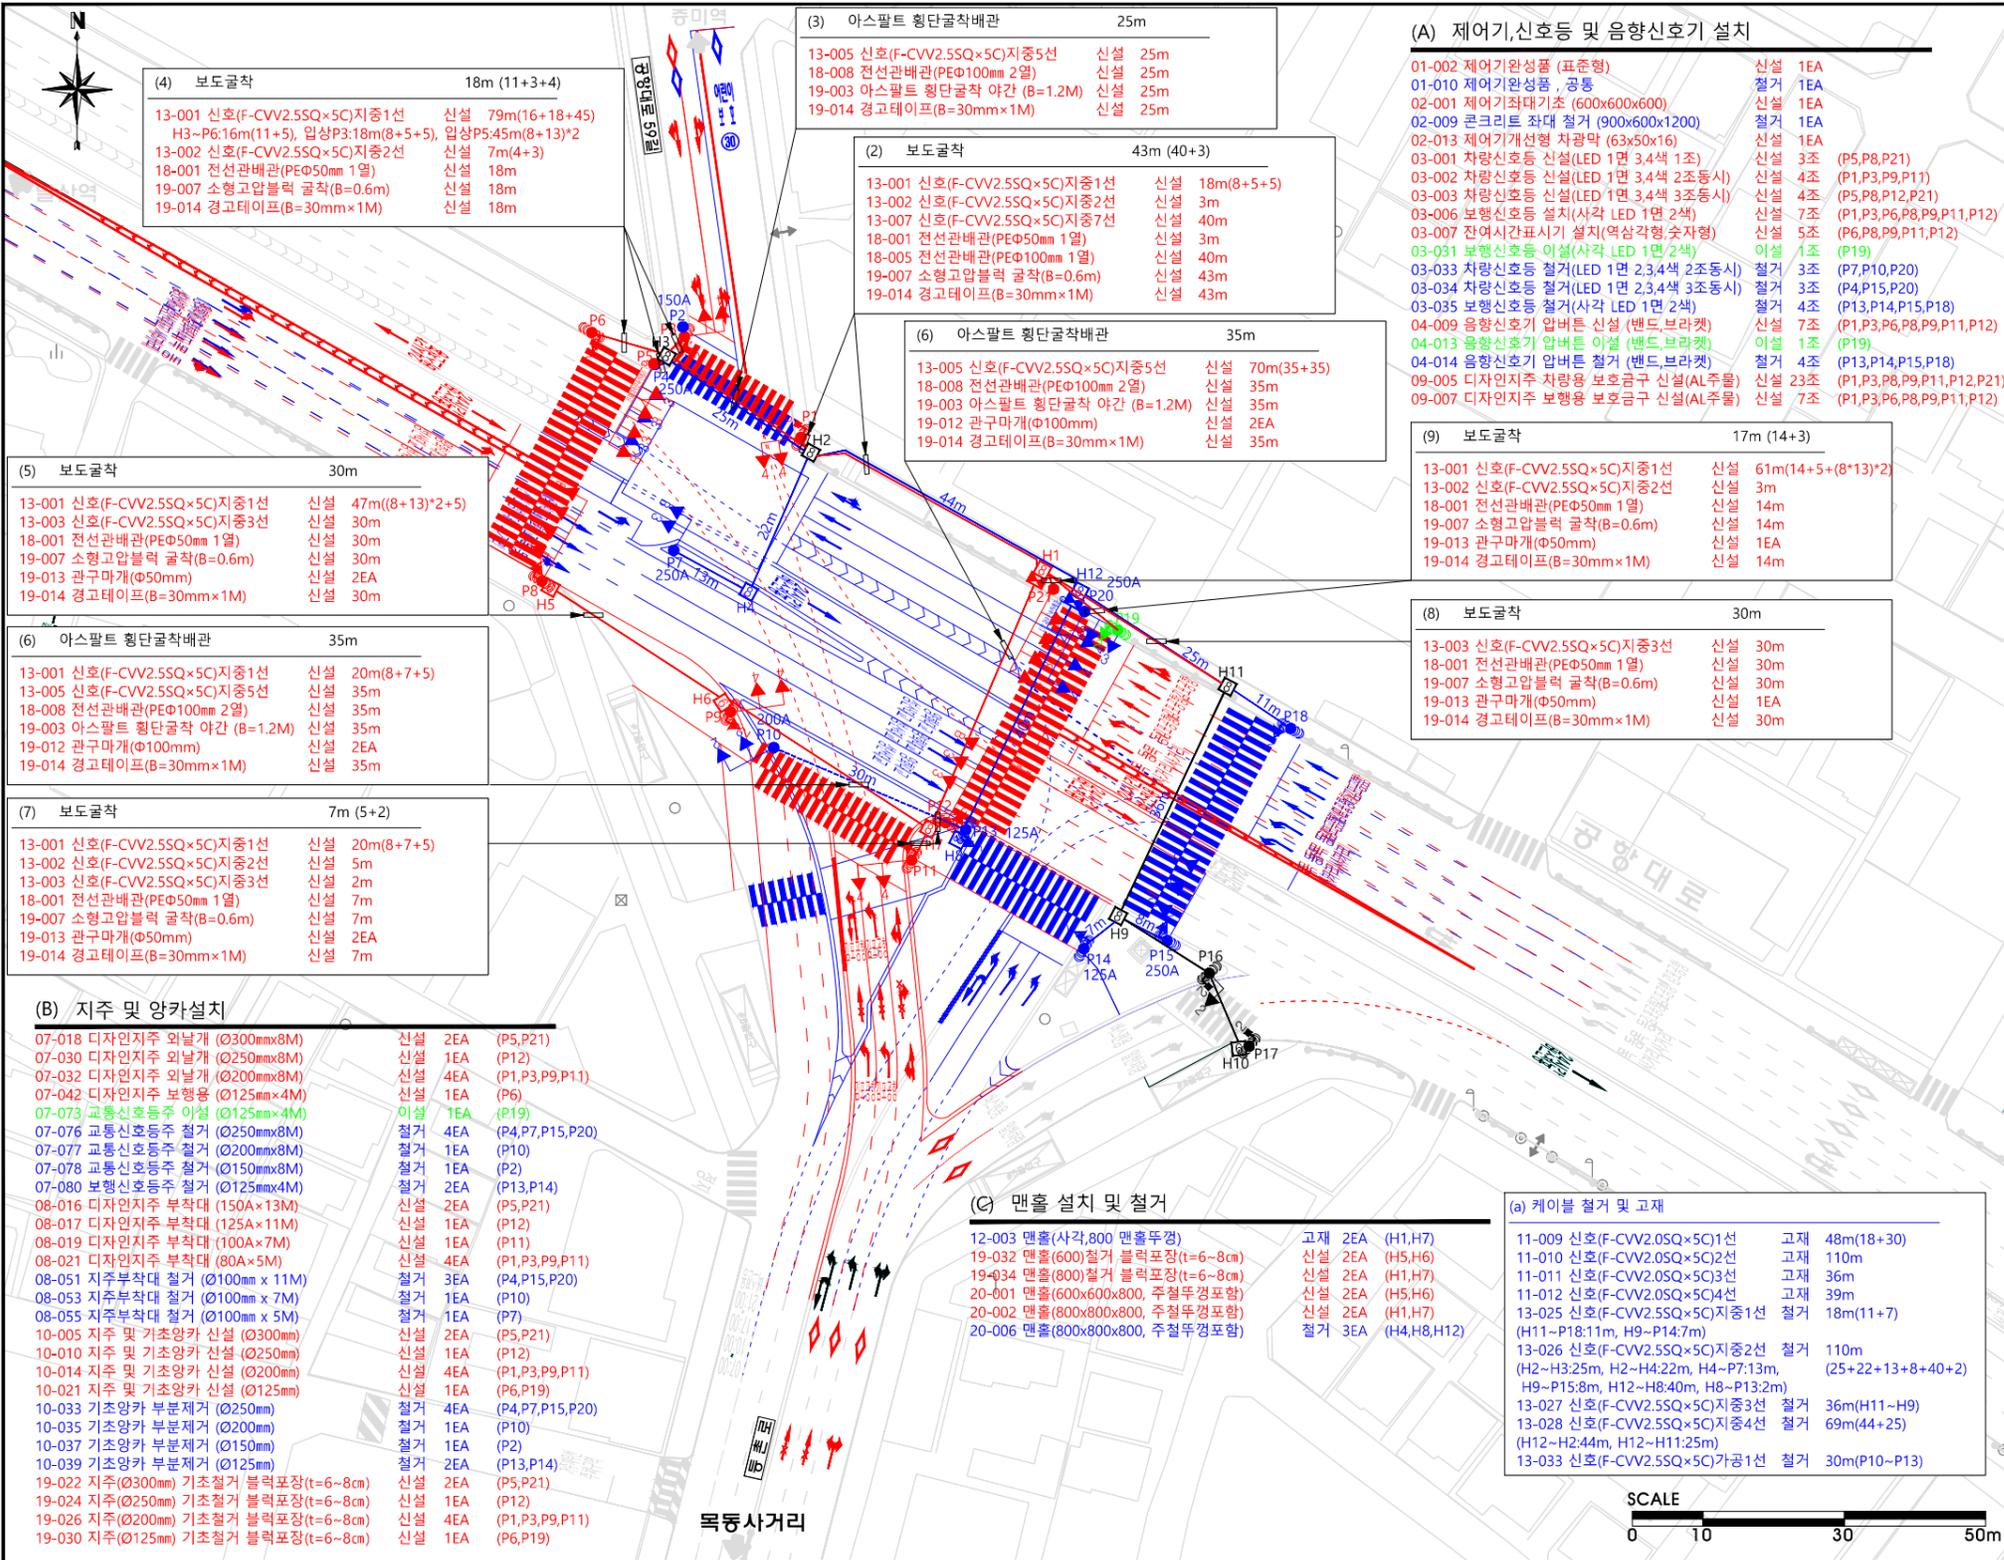 N
증미역
공항대로 59길
어린이
30
(3) 아스팔트 횡단굴착배관 25m
13-005 신호(F-CVV2.5SQ×5C)지중5선 신설 25m
18-008 전선관배관(PEΦ100㎜ 2열) 신설 25m
19-003 아스팔트 횡단굴착 야간 (B=1.2M) 신설 25m
19-014 경고테이프(B=30mm×1M) 신설 25m
(4) 보도굴착 18m (11+3+4)
13-001 신호(F-CVV2.5SQ×5C)지중1선 신설 79m(16+18+45)
H3~P6:16m(11+5), 입상P3:18m(8+5+5), 입상P5:45m(8+13)*2
13-002 신호(F-CVV2.5SQ×5C)지중2선 신설 7m(4+3)
18-001 전선관배관(PEΦ50㎜ 1열) 신설 18m
19-007 소형고압블럭 굴착(B=0.6m) 신설 18m
19-014 경고테이프(B=30mm×1M) 신설 18m
(2) 보도굴착 43m (40+3)
13-001 신호(F-CVV2.5SQ×5C)지중1선 신설 18m(8+5+5)
13-002 신호(F-CVV2.5SQ×5C)지중2선 신설 3m
13-007 신호(F-CVV2.5SQ×5C)지중7선 신설 40m
18-001 전선관배관(PEΦ50㎜ 1열) 신설 3m
18-005 전선관배관(PEΦ100㎜ 1열) 신설 40m
19-007 소형고압블럭 굴착(B=0.6m) 신설 43m
19-014 경고테이프(B=30mm×1M) 신설 43m
(6) 아스팔트 횡단굴착배관 35m
13-005 신호(F-CVV2.5SQ×5C)지중5선 신설 70m(35+35)
18-008 전선관배관(PEΦ100㎜ 2열) 신설 35m
19-003 아스팔트 횡단굴착 야간 (B=1.2M) 신설 35m
19-012 관구마개(Φ100mm) 신설 2EA
19-014 경고테이프(B=30mm×1M) 신설 35m
(A) 제어기,신호등 및 음향신호기 설치
01-002 제어기완성품 (표준형) 신설 1EA
01-010 제어기완성품 , 공통 철거 1EA
02-001 제어기좌대기초 (600x600x600) 신설 1EA
02-009 콘크리트 좌대 철거 (900x600x1200) 철거 1EA
02-013 제어기개선형 차광막 (63x50x16) 신설 1EA
03-001 차량신호등 신설(LED 1면 3,4색 1조) 신설 3조 (P5,P8,P21)
03-002 차량신호등 신설(LED 1면 3,4색 2조동시) 신설 4조 (P1,P3,P9,P11)
03-003 차량신호등 신설(LED 1면 3,4색 3조동시) 신설 4조 (P5,P8,P12,P21)
03-006 보행신호등 설치(사각 LED 1면 2색) 신설 7조 (P1,P3,P6,P8,P9,P11,P12)
03-007 잔여시간표시기 설치(역삼각형,숫자형) 신설 5조 (P6,P8,P9,P11,P12)
03-031 보행신호등 이설(사각 LED 1면 2색) 이설 1조 (P19)
03-033 차량신호등 철거(LED 1면 2,3,4색 2조동시) 철거 3조 (P7,P10,P20)
03-034 차량신호등 철거(LED 1면 2,3,4색 3조동시) 철거 3조 (P4,P15,P20)
03-035 보행신호등 철거(사각 LED 1면 2색) 철거 4조 (P13,P14,P15,P18)
04-009 음향신호기 압버튼 신설 (밴드,브라켓) 신설 7조 (P1,P3,P6,P8,P9,P11,P12)
04-013 음향신호기 압버튼 이설 (밴드,브라켓) 이설 1조 (P19)
04-014 음향신호기 압버튼 철거 (밴드,브라켓) 철거 4조 (P13,P14,P15,P18)
09-005 디자인지주 차량용 보호금구 신설(AL주물) 신설 23조 (P1,P3,P8,P9,P11,P12,P21)
09-007 디자인지주 보행용 보호금구 신설(AL주물) 신설 7조 (P1,P3,P6,P8,P9,P11,P12)
(9) 보도굴착 17m (14+3)
13-001 신호(F-CVV2.5SQ×5C)지중1선 신설 61m(14+5+(8*13)*2)
13-002 신호(F-CVV2.5SQ×5C)지중2선 신설 3m
18-001 전선관배관(PEΦ50㎜ 1열) 신설 14m
19-007 소형고압블럭 굴착(B=0.6m) 신설 14m
19-013 관구마개(Φ50mm) 신설 1EA
19-014 경고테이프(B=30mm×1M) 신설 14m
(8) 보도굴착 30m
13-003 신호(F-CVV2.5SQ×5C)지중3선 신설 30m
18-001 전선관배관(PEΦ50㎜ 1열) 신설 30m
19-007 소형고압블럭 굴착(B=0.6m) 신설 30m
19-013 관구마개(Φ50mm) 신설 1EA
19-014 경고테이프(B=30mm×1M) 신설 30m
(5) 보도굴착 30m
13-001 신호(F-CVV2.5SQ×5C)지중1선 신설 47m((8+13)*2+5)
13-003 신호(F-CVV2.5SQ×5C)지중3선 신설 30m
18-001 전선관배관(PEΦ50㎜ 1열) 신설 30m
19-007 소형고압블럭 굴착(B=0.6m) 신설 30m
19-013 관구마개(Φ50mm) 신설 2EA
19-014 경고테이프(B=30mm×1M) 신설 30m
(6) 아스팔트 횡단굴착배관 35m
13-001 신호(F-CVV2.5SQ×5C)지중1선 신설 20m(8+7+5)
13-005 신호(F-CVV2.5SQ×5C)지중5선 신설 35m
18-008 전선관배관(PEΦ100㎜ 2열) 신설 35m
19-003 아스팔트 횡단굴착 야간 (B=1.2M) 신설 35m
19-012 관구마개(Φ100mm) 신설 2EA
19-014 경고테이프(B=30mm×1M) 신설 35m
(7) 보도굴착 7m (5+2)
13-001 신호(F-CVV2.5SQ×5C)지중1선 신설 20m(8+7+5)
13-002 신호(F-CVV2.5SQ×5C)지중2선 신설 5m
13-003 신호(F-CVV2.5SQ×5C)지중3선 신설 2m
18-001 전선관배관(PEΦ50㎜ 1열) 신설 7m
19-007 소형고압블럭 굴착(B=0.6m) 신설 7m
19-013 관구마개(Φ50mm) 신설 2EA
19-014 경고테이프(B=30mm×1M) 신설 7m
150A
P2
P6
H3
P5
P4
250A
25m
P1
H2
44m
22m
P7
250A
73m
H4
P8
H5
H1
H12
250A
P21
P20
P19
25m
H11
11m
P18
H6
P9
200A
P10
30m
P12
P13
125A
H8
P11
36m
H9
7m
8m
P14
125A
P15
250A
P16
P17
H10
공항대로
(B) 지주 및 앙카설치
07-018 디자인지주 외날개 (Ø300㎜x8M) 신설 2EA (P5,P21)
07-030 디자인지주 외날개 (Ø250㎜x8M) 신설 1EA (P12)
07-032 디자인지주 외날개 (Ø200㎜x8M) 신설 4EA (P1,P3,P9,P11)
07-042 디자인지주 보행용 (Ø125㎜×4M) 신설 1EA (P6)
07-073 교통신호등주 이설 (Ø125㎜×4M) 이설 1EA (P19)
07-076 교통신호등주 철거 (Ø250㎜x8M) 철거 4EA (P4,P7,P15,P20)
07-077 교통신호등주 철거 (Ø200㎜x8M) 철거 1EA (P10)
07-078 교통신호등주 철거 (Ø150㎜x8M) 철거 1EA (P2)
07-080 보행신호등주 철거 (Ø125㎜x4M) 철거 2EA (P13,P14)
08-016 디자인지주 부착대 (150A×13M) 신설 2EA (P5,P21)
08-017 디자인지주 부착대 (125A×11M) 신설 1EA (P12)
08-019 디자인지주 부착대 (100A×7M) 신설 1EA (P11)
08-021 디자인지주 부착대 (80A×5M) 신설 4EA (P1,P3,P9,P11)
08-051 지주부착대 철거 (Ø100㎜ x 11M) 철거 3EA (P4,P15,P20)
08-053 지주부착대 철거 (Ø100㎜ x 7M) 철거 1EA (P10)
08-055 지주부착대 철거 (Ø100㎜ x 5M) 철거 1EA (P7)
10-005 지주 및 기초앙카 신설 (Ø300㎜) 신설 2EA (P5,P21)
10-010 지주 및 기초앙카 신설 (Ø250㎜) 신설 1EA (P12)
10-014 지주 및 기초앙카 신설 (Ø200㎜) 신설 4EA (P1,P3,P9,P11)
10-021 지주 및 기초앙카 신설 (Ø125㎜) 신설 1EA (P6,P19)
10-033 기초앙카 부분제거 (Ø250㎜) 철거 4EA (P4,P7,P15,P20)
10-035 기초앙카 부분제거 (Ø200㎜) 철거 1EA (P10)
10-037 기초앙카 부분제거 (Ø150㎜) 철거 1EA (P2)
10-039 기초앙카 부분제거 (Ø125㎜) 철거 2EA (P13,P14)
19-022 지주(Ø300㎜) 기초철거 블럭포장(t=6~8㎝) 신설 2EA (P5,P21)
19-024 지주(Ø250㎜) 기초철거 블럭포장(t=6~8㎝) 신설 1EA (P12)
19-026 지주(Ø200㎜) 기초철거 블럭포장(t=6~8㎝) 신설 4EA (P1,P3,P9,P11)
19-030 지주(Ø125㎜) 기초철거 블럭포장(t=6~8㎝) 신설 1EA (P6,P19)
등촌로
목동사거리
(C) 맨홀 설치 및 철거
12-003 맨홀(사각,800 맨홀뚜껑) 고재 2EA (H1,H7)
19-032 맨홀(600)철거 블럭포장(t=6~8㎝) 신설 2EA (H5,H6)
19-034 맨홀(800)철거 블럭포장(t=6~8㎝) 신설 2EA (H1,H7)
20-001 맨홀(600x600x800, 주철뚜껑포함) 신설 2EA (H5,H6)
20-002 맨홀(800x800x800, 주철뚜껑포함) 신설 2EA (H1,H7)
20-006 맨홀(800x800x800, 주철뚜껑포함) 철거 3EA (H4,H8,H12)
(a) 케이블 철거 및 고재
11-009 신호(F-CVV2.0SQ×5C)1선 고재 48m(18+30)
11-010 신호(F-CVV2.0SQ×5C)2선 고재 110m
11-011 신호(F-CVV2.0SQ×5C)3선 고재 36m
11-012 신호(F-CVV2.0SQ×5C)4선 고재 39m
13-025 신호(F-CVV2.5SQ×5C)지중1선 철거 18m(11+7)
(H11~P18:11m, H9~P14:7m)
13-026 신호(F-CVV2.5SQ×5C)지중2선 철거 110m
(H2~H3:25m, H2~H4:22m, H4~P7:13m, (25+22+13+8+40+2)
H9~P15:8m, H12~H8:40m, H8~P13:2m)
13-027 신호(F-CVV2.5SQ×5C)지중3선 철거 36m(H11~H9)
13-028 신호(F-CVV2.5SQ×5C)지중4선 철거 69m(44+25)
(H12~H2:44m, H12~H11:25m)
13-033 신호(F-CVV2.5SQ×5C)가공1선 철거 30m(P10~P13)
SCALE
0 10 30 50m